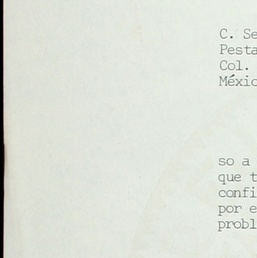 C. Se
Pesta
Col.
Méxic
so a
que t
confi
por e
probl